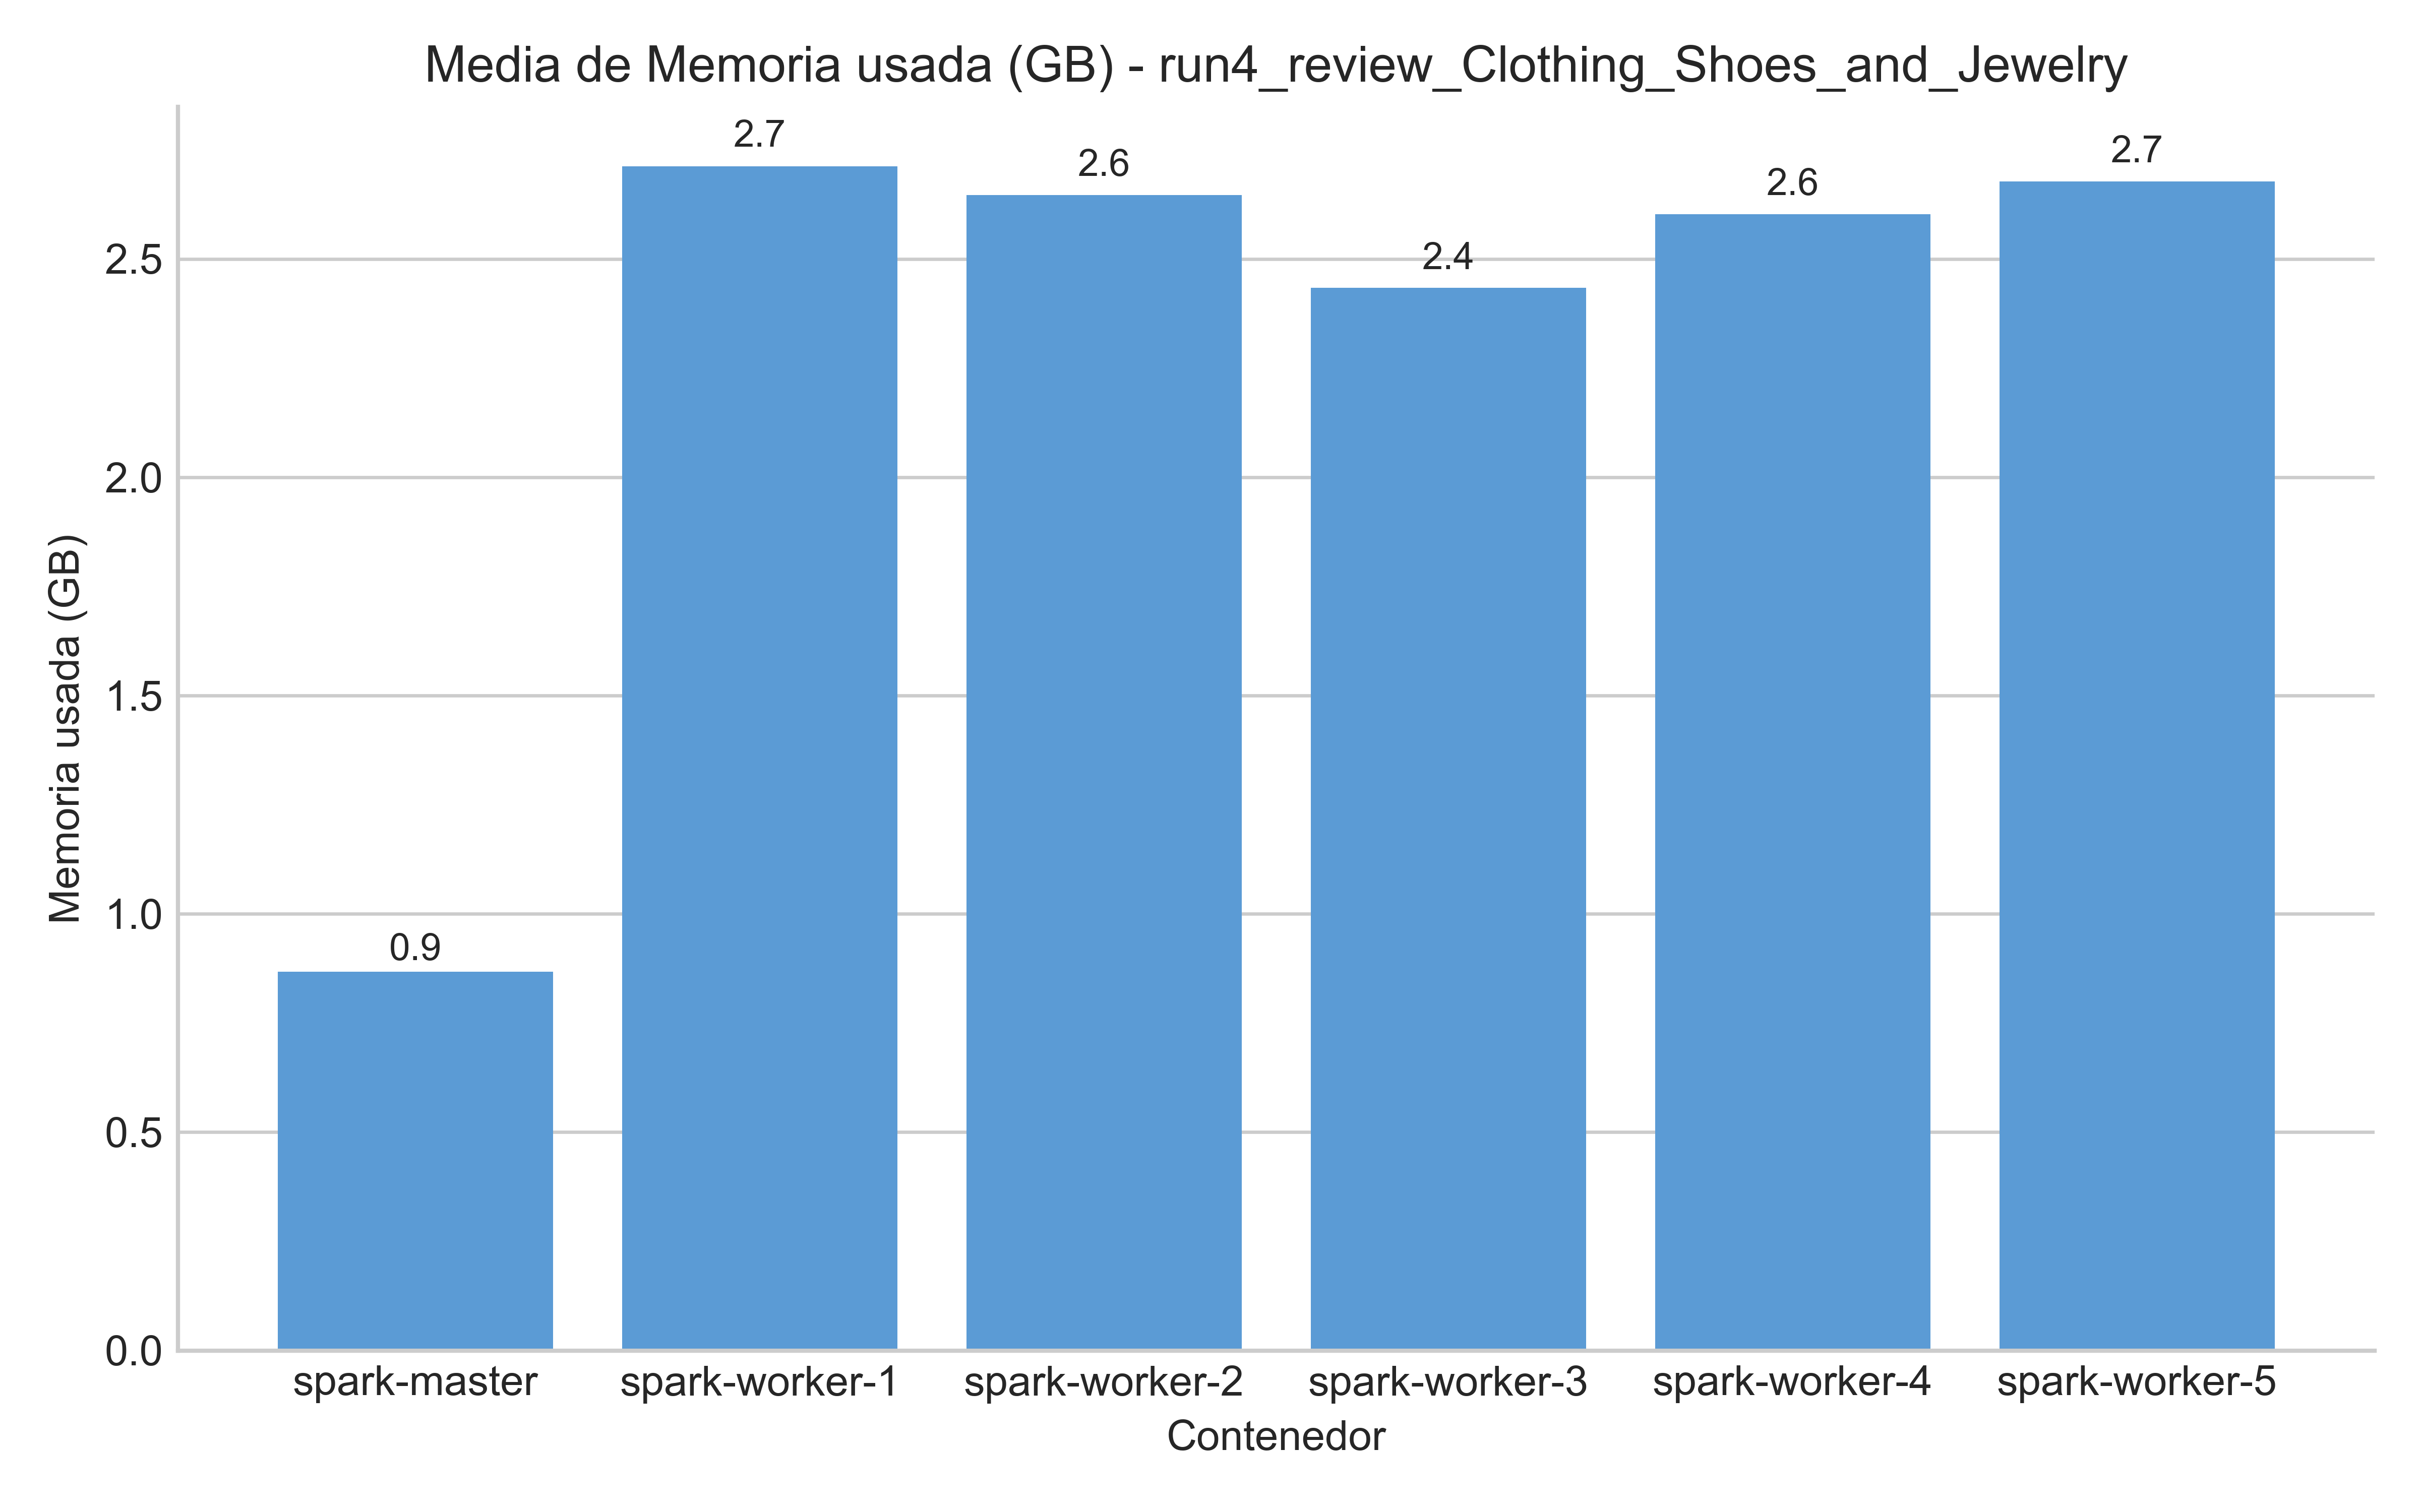 Media de Memoria usada (GB) - run4_review_Clothing_Shoes_and_Jewelry
2.7
2.6
2.4
2.6
2.7
0.9
2.5
2.0
1.5
1.0
0.5
0.0
Memoria usada (GB)
spark-master
spark-worker-1
spark-worker-2
spark-worker-3
spark-worker-4
spark-worker-5
Contenedor